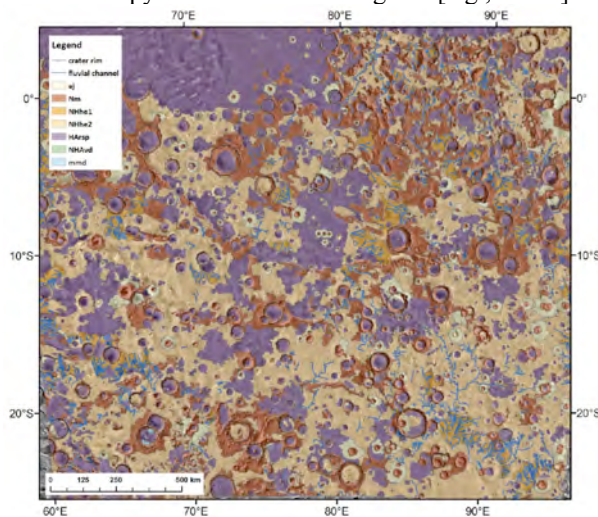 70°E 80°E 90°E
Legend
crater rim
fluvial channel
ej
Nm
NHhe1
NHhe2
HArsp
NHAvd
mmd
0° 0°
10°S 10°S
20°S 20°S
0 125 250 500 km
60°E 70°E 80°E 90°E